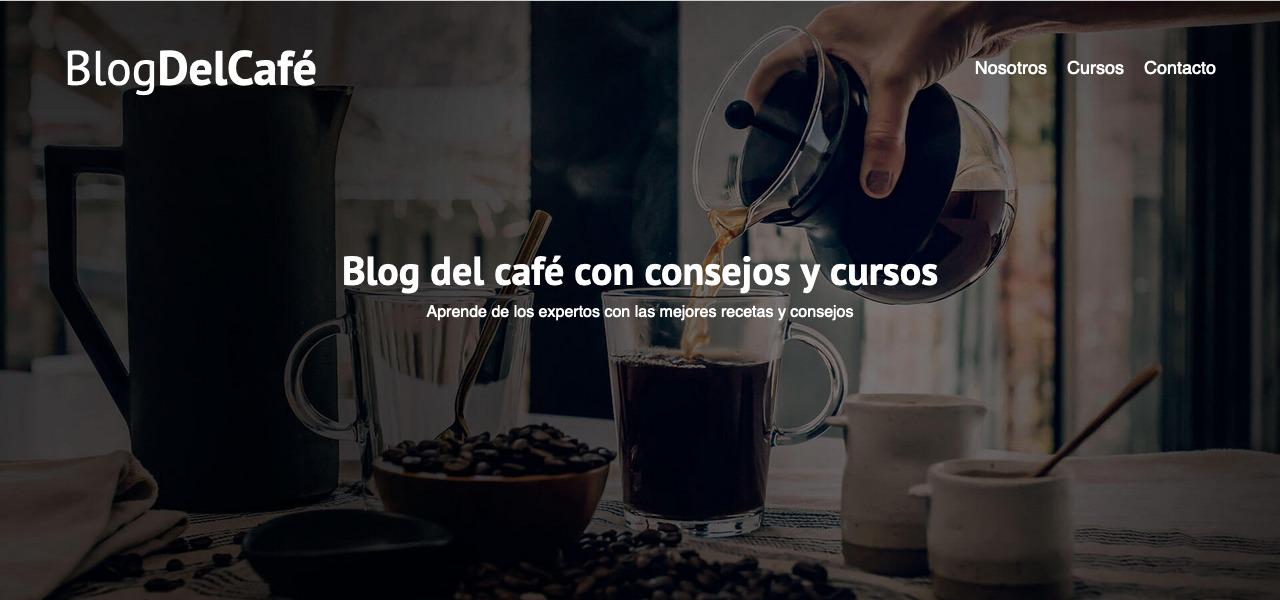 BlogDelCafé
Nosotros Cursos Contacto
Blog del café con consejos y cursos
Aprende de los expertos con las mejores recetas y consejos